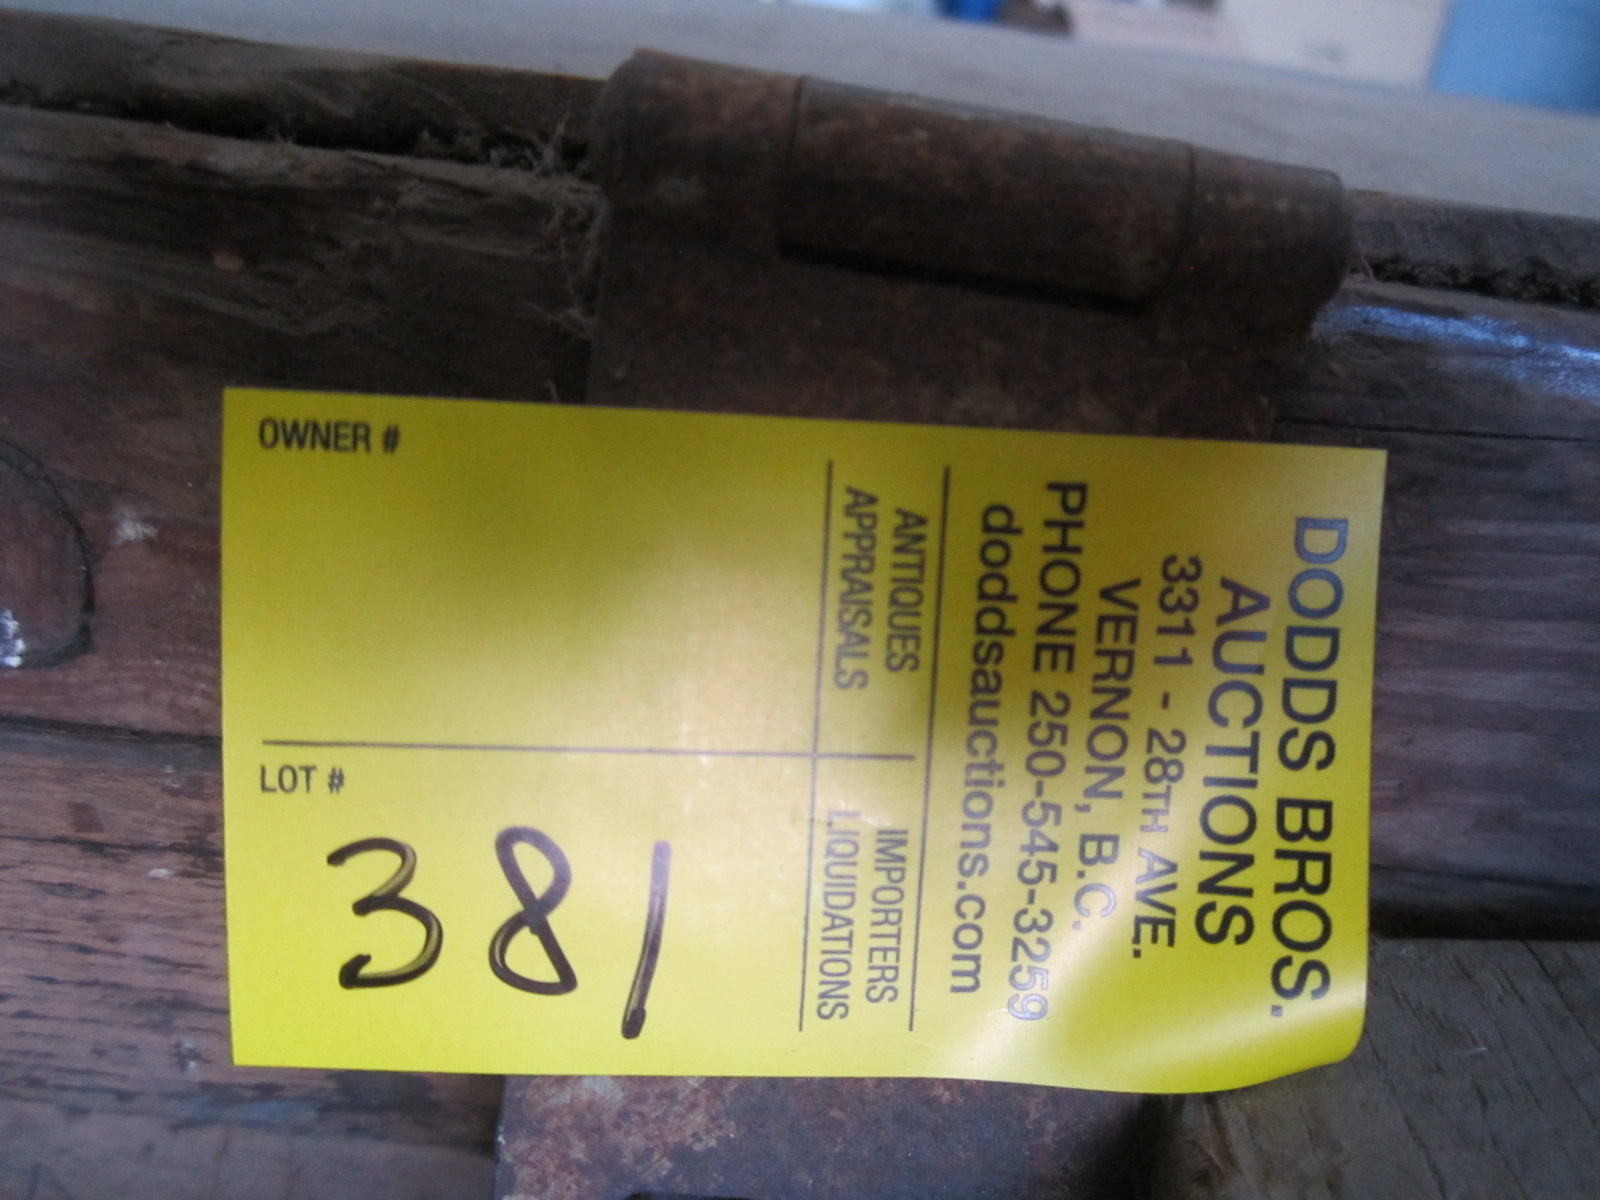 DODDS BROS.
AUCTIONS
3311 - 28TH AVE.
VERNON, B.C.
PHONE 250-545-3259
doddsauctions.com
ANTIQUES
APPRAISALS
IMPORTERS
LIQUIDATIONS
OWNER #
LOT #
381